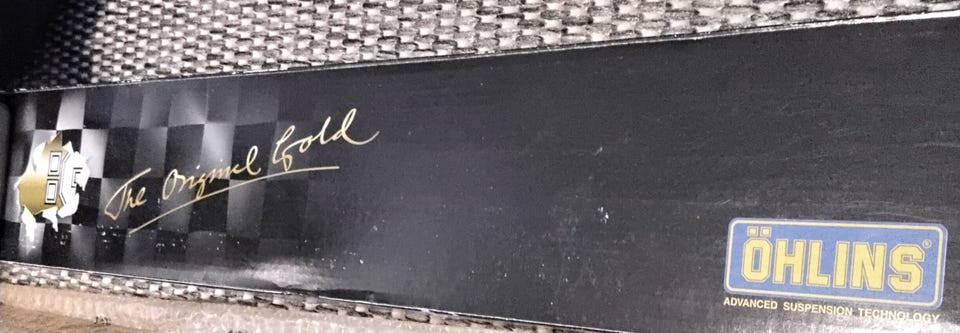 The Original Gold
ÖHLINS®
ADVANCED SUSPENSION TECHNOLOGY